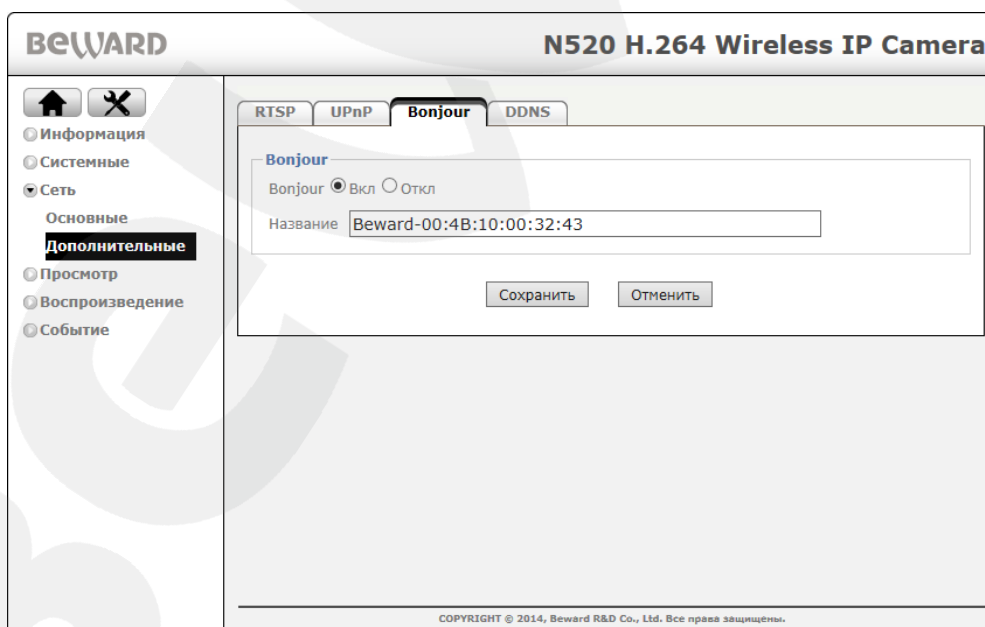 BEWARD
N520 H.264 Wireless IP Camera
Информация
Системные
Сеть
Основные
Дополнительные
Просмотр
Воспроизведение
Событие
RTSP UPnP Bonjour DDNS
Bonjour
Bonjour Вкл Откл
Название Beward-00:4B:10:00:32:43
Сохранить Отменить
COPYRIGHT © 2014, Beward R&D Co., Ltd. Все права защищены.